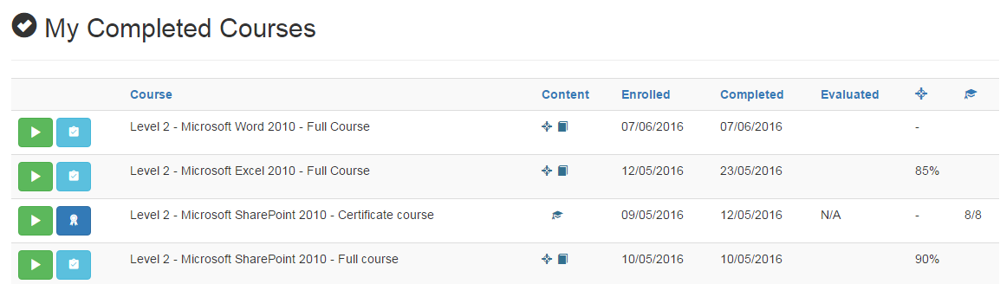 My Completed Courses
Course Content Enrolled Completed Evaluated
Level 2 - Microsoft Word 2010 - Full Course 07/06/2016 07/06/2016 -
Level 2 - Microsoft Excel 2010 - Full Course 12/05/2016 23/05/2016 85%
Level 2 - Microsoft SharePoint 2010 - Certificate course 09/05/2016 12/05/2016 N/A - 8/8
Level 2 - Microsoft SharePoint 2010 - Full course 10/05/2016 10/05/2016 90%